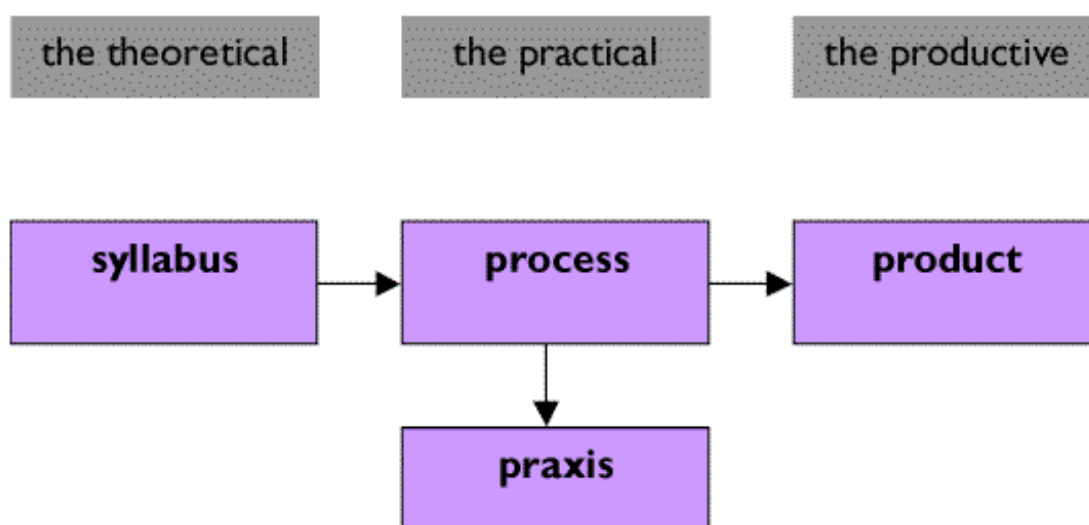 the theoretical
the practical
the productive
syllabus
process
product
praxis